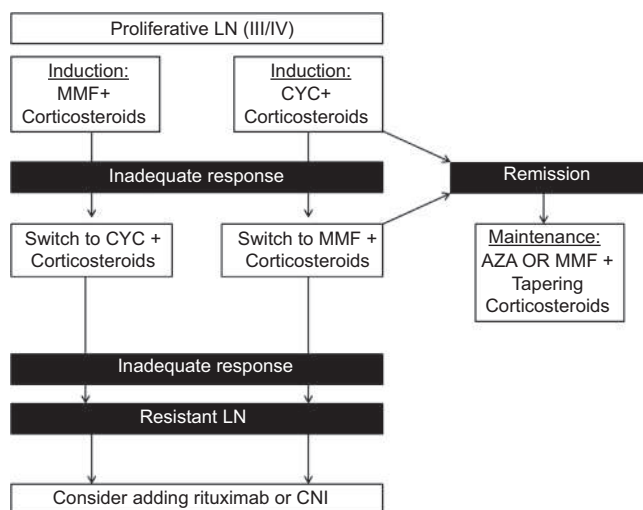 Proliferative LN (III/IV)
Induction:
MMF+
Corticosteroids
Induction:
CYC+
Corticosteroids
Inadequate response
Remission
Switch to CYC +
Corticosteroids
Switch to MMF +
Corticosteroids
Maintenance:
AZA OR MMF +
Tapering
Corticosteroids
Inadequate response
Resistant LN
Consider adding rituximab or CNI